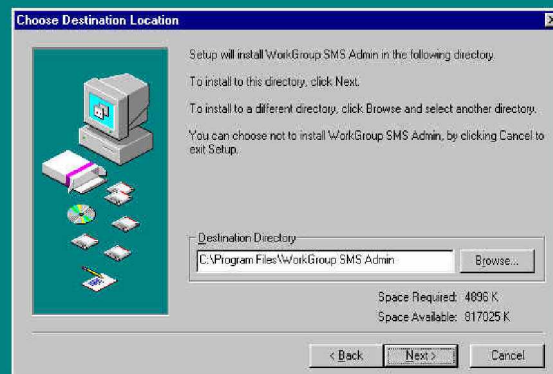 Choose Destination Location
Setup will install WorkGroup SMS Admin in the following directory.
To install to this directory, click Next.
To install to a different directory, click Browse and select another directory.
You can choose not to install WorkGroup SMS Admin, by clicking Cancel to
exit Setup.
Destination Directory
C:\Program Files\WorkGroup SMS Admin
Browse...
Space Required: 4896 K
Space Available: 817025 K
< Back
Next >
Cancel